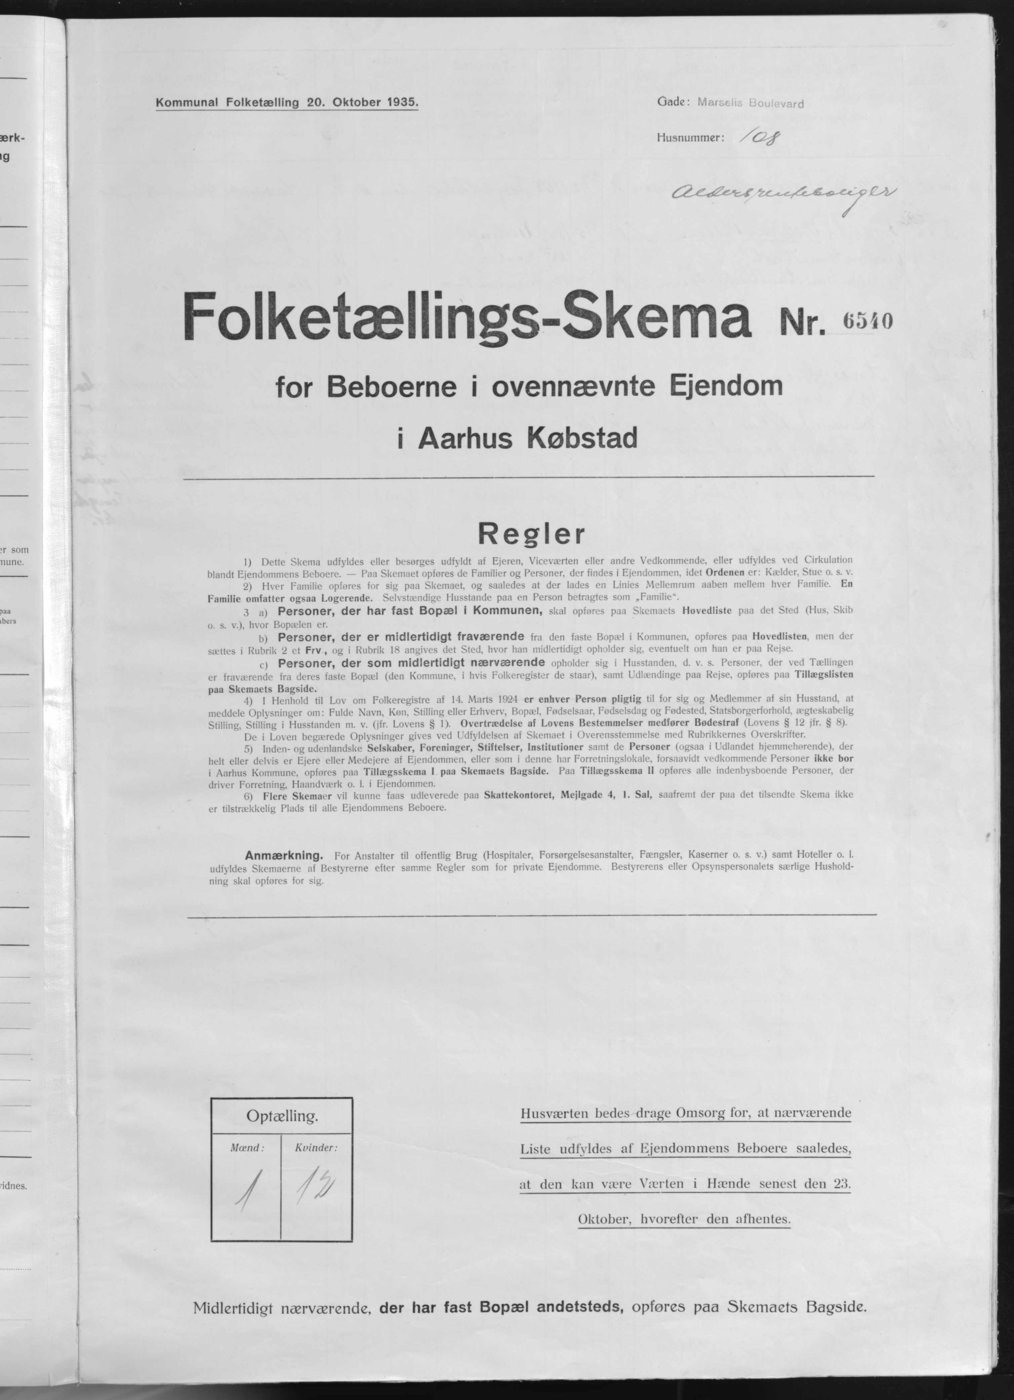 ærk-
ng
er som
mune.
paa
abers
vidnes.
Kommunal Folketælling 20. Oktober 1935.
Gade: Marselis Boulevard
Husnummer: 108
Aldersrenteboliger
Folketællings-Skema Nr. 6540
for Beboerne i ovennævnte Ejendom
i Aarhus Købstad
Regler
1) Dette Skema udfyldes eller besørges udfyldt af Ejeren, Viceværten eller andre Vedkommende, eller udfyldes ved Cirkulation
blandt Ejendommens Beboere. — Paa Skemaet opføres de Familier og Personer, der findes i Ejendommen, idet Ordenen er: Kælder, Stue o. s. v.
2) Hver Familie opføres for sig paa Skemaet, og saaledes at der lades en Linies Mellemrum aaben mellem hver Familie. En
Familie omfatter ogsaa Logerende. Selvstændige Husstande paa en Person betragtes som „Familie“.
3 a) Personer, der har fast Bopæl i Kommunen, skal opføres paa Skemaets Hovedliste paa det Sted (Hus, Skib
o. s. v.), hvor Bopælen er.
b) Personer, der er midlertidigt fraværende fra den faste Bopæl i Kommunen, opføres paa Hovedlisten, men der
sættes i Rubrik 2 et Frv., og i Rubrik 18 angives det Sted, hvor han midlertidigt opholder sig, eventuelt om han er paa Rejse.
c) Personer, der som midlertidigt nærværende opholder sig i Husstanden, d. v. s. Personer, der ved Tællingen
er fraværende fra deres faste Bopæl (den Kommune, i hvis Folkeregister de staar), samt Udlændinge paa Rejse, opføres paa Tillægslisten
paa Skemaets Bagside.
4) I Henhold til Lov om Folkeregistre af 14. Marts 1924 er enhver Person pligtig til for sig og Medlemmer af sin Husstand, at
meddele Oplysninger om: Fulde Navn, Køn, Stilling eller Erhverv, Bopæl, Fødselsaar, Fødselsdag og Fødested, Statsborgerforhold, ægteskabelig
Stilling, Stilling i Husstanden m. v. (jfr. Lovens § 1). Overtrædelse af Lovens Bestemmelser medfører Bødestraf (Lovens § 12 jfr. § 8).
De i Loven begærede Oplysninger gives ved Udfyldelsen af Skemaet i Overensstemmelse med Rubrikkernes Overskrifter.
5) Inden- og udenlandske Selskaber, Foreninger, Stiftelser, Institutioner samt de Personer (ogsaa i Udlandet hjemmehørende), der
helt eller delvis er Ejere eller Medejere af Ejendommen, eller som i denne har Forretningslokale, forsaavidt vedkommende Personer ikke bor
i Aarhus Kommune, opføres paa Tillægsskema I paa Skemaets Bagside. Paa Tillægsskema II opføres alle indenbysboende Personer, der
driver Forretning, Haandværk o. l. i Ejendommen.
6) Flere Skemaer vil kunne faas udleverede paa Skattekontoret, Mejlgade 4, 1. Sal, saafremt der paa det tilsendte Skema ikke
er tilstrækkelig Plads til alle Ejendommens Beboere.
Anmærkning. For Anstalter til offentlig Brug (Hospitaler, Forsørgelsesanstalter, Fængsler, Kaserner o. s. v.) samt Hoteller o. l.
udfyldes Skemaerne af Bestyrerne efter samme Regler som for private Ejendomme. Bestyrerens eller Opsynspersonalets særlige Hushold-
ning skal opføres for sig.
Optælling.
Mænd: Kvinder:
1 12
Husværten bedes drage Omsorg for, at nærværende
Liste udfyldes af Ejendommens Beboere saaledes,
at den kan være Værten i Hænde senest den 23.
Oktober, hvorefter den afhentes.
Midlertidigt nærværende, der har fast Bopæl andetsteds, opføres paa Skemaets Bagside.